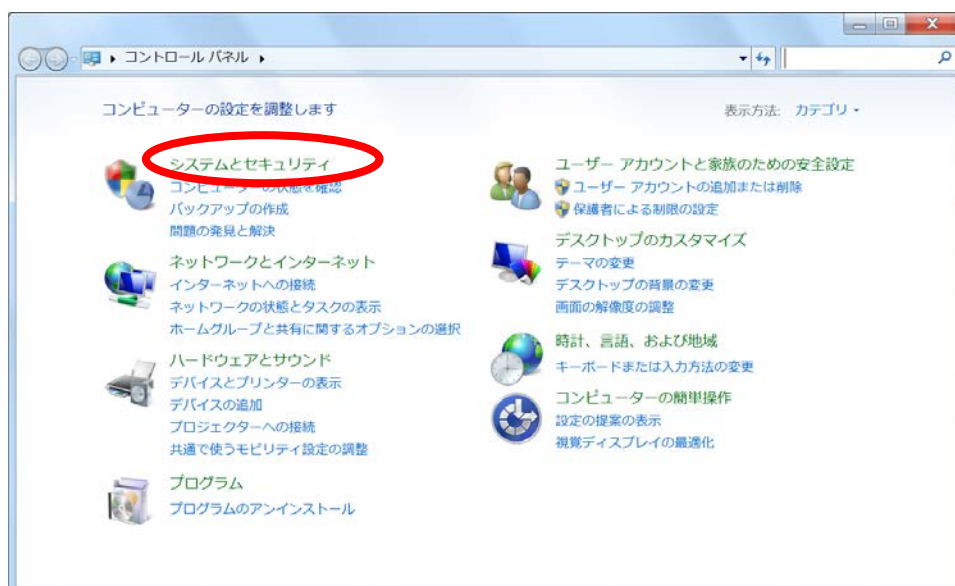 コントロール パネル
コンピューターの設定を調整します
表示方法: カテゴリ
システムとセキュリティ
コンピューターの状態を確認
バックアップの作成
問題の発見と解決
ネットワークとインターネット
インターネットへの接続
ネットワークの状態とタスクの表示
ホームグループと共有に関するオプションの選択
ハードウェアとサウンド
デバイスとプリンターの表示
デバイスの追加
プロジェクターへの接続
共通で使うモビリティ設定の調整
プログラム
プログラムのアンインストール
ユーザー アカウントと家族のための安全設定
ユーザー アカウントの追加または削除
保護者による制限の設定
デスクトップのカスタマイズ
テーマの変更
デスクトップの背景の変更
画面の解像度の調整
時計、言語、および地域
キーボードまたは入力方法の変更
コンピューターの簡単操作
設定の提案の表示
視覚ディスプレイの最適化